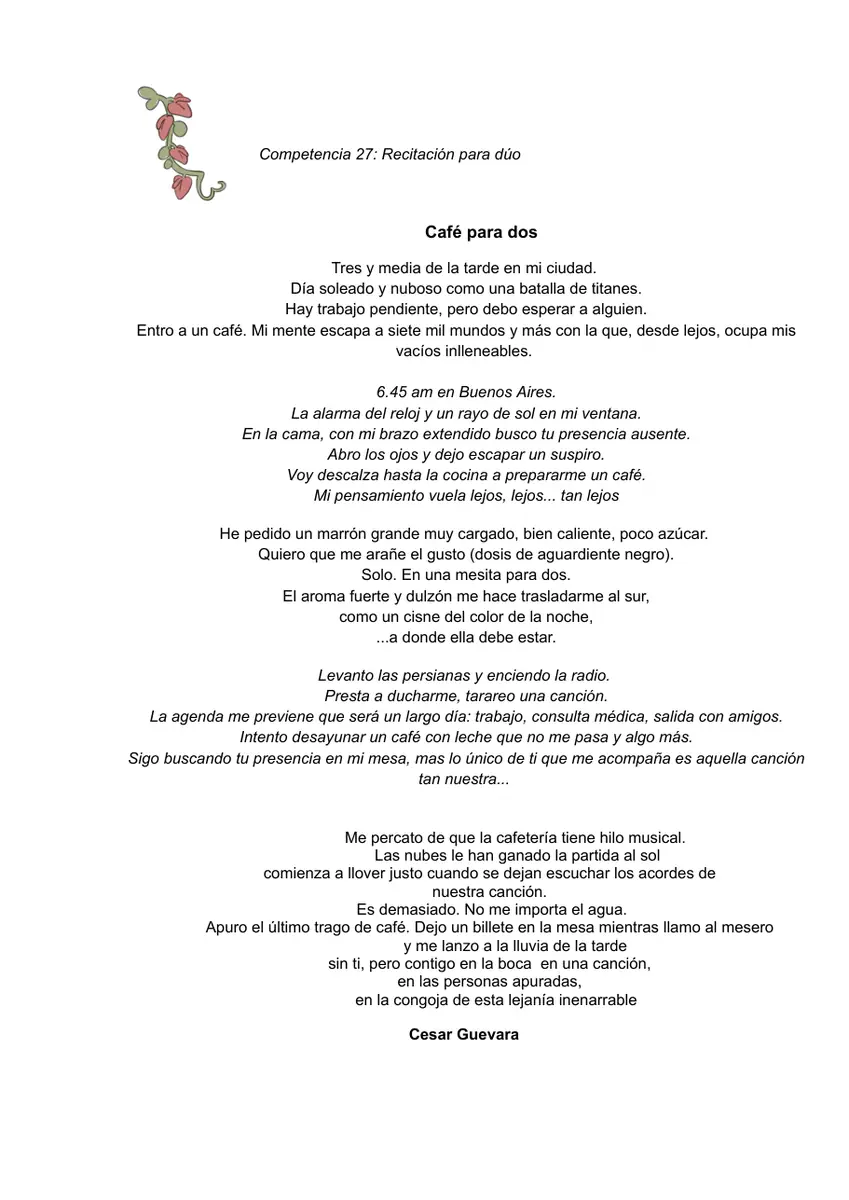 Competencia 27: Recitación para dúo
Café para dos
Tres y media de la tarde en mi ciudad.
Día soleado y nuboso como una batalla de titanes.
Hay trabajo pendiente, pero debo esperar a alguien.
Entro a un café. Mi mente escapa a siete mil mundos y más con la que, desde lejos, ocupa mis
vacíos inlleneables.
6.45 am en Buenos Aires.
La alarma del reloj y un rayo de sol en mi ventana.
En la cama, con mi brazo extendido busco tu presencia ausente.
Abro los ojos y dejo escapar un suspiro.
Voy descalza hasta la cocina a prepararme un café.
Mi pensamiento vuela lejos, lejos... tan lejos
He pedido un marrón grande muy cargado, bien caliente, poco azúcar.
Quiero que me arañe el gusto (dosis de aguardiente negro).
Solo. En una mesita para dos.
El aroma fuerte y dulzón me hace trasladarme al sur,
como un cisne del color de la noche,
...a donde ella debe estar.
Levanto las persianas y enciendo la radio.
Presta a ducharme, tarareo una canción.
La agenda me previene que será un largo día: trabajo, consulta médica, salida con amigos.
Intento desayunar un café con leche que no me pasa y algo más.
Sigo buscando tu presencia en mi mesa, mas lo único de ti que me acompaña es aquella canción
tan nuestra...
Me percato de que la cafetería tiene hilo musical.
Las nubes le han ganado la partida al sol
comienza a llover justo cuando se dejan escuchar los acordes de
nuestra canción.
Es demasiado. No me importa el agua.
Apuro el último trago de café. Dejo un billete en la mesa mientras llamo al mesero
y me lanzo a la lluvia de la tarde
sin ti, pero contigo en la boca  en una canción,
en las personas apuradas,
en la congoja de esta lejanía inenarrable
Cesar Guevara